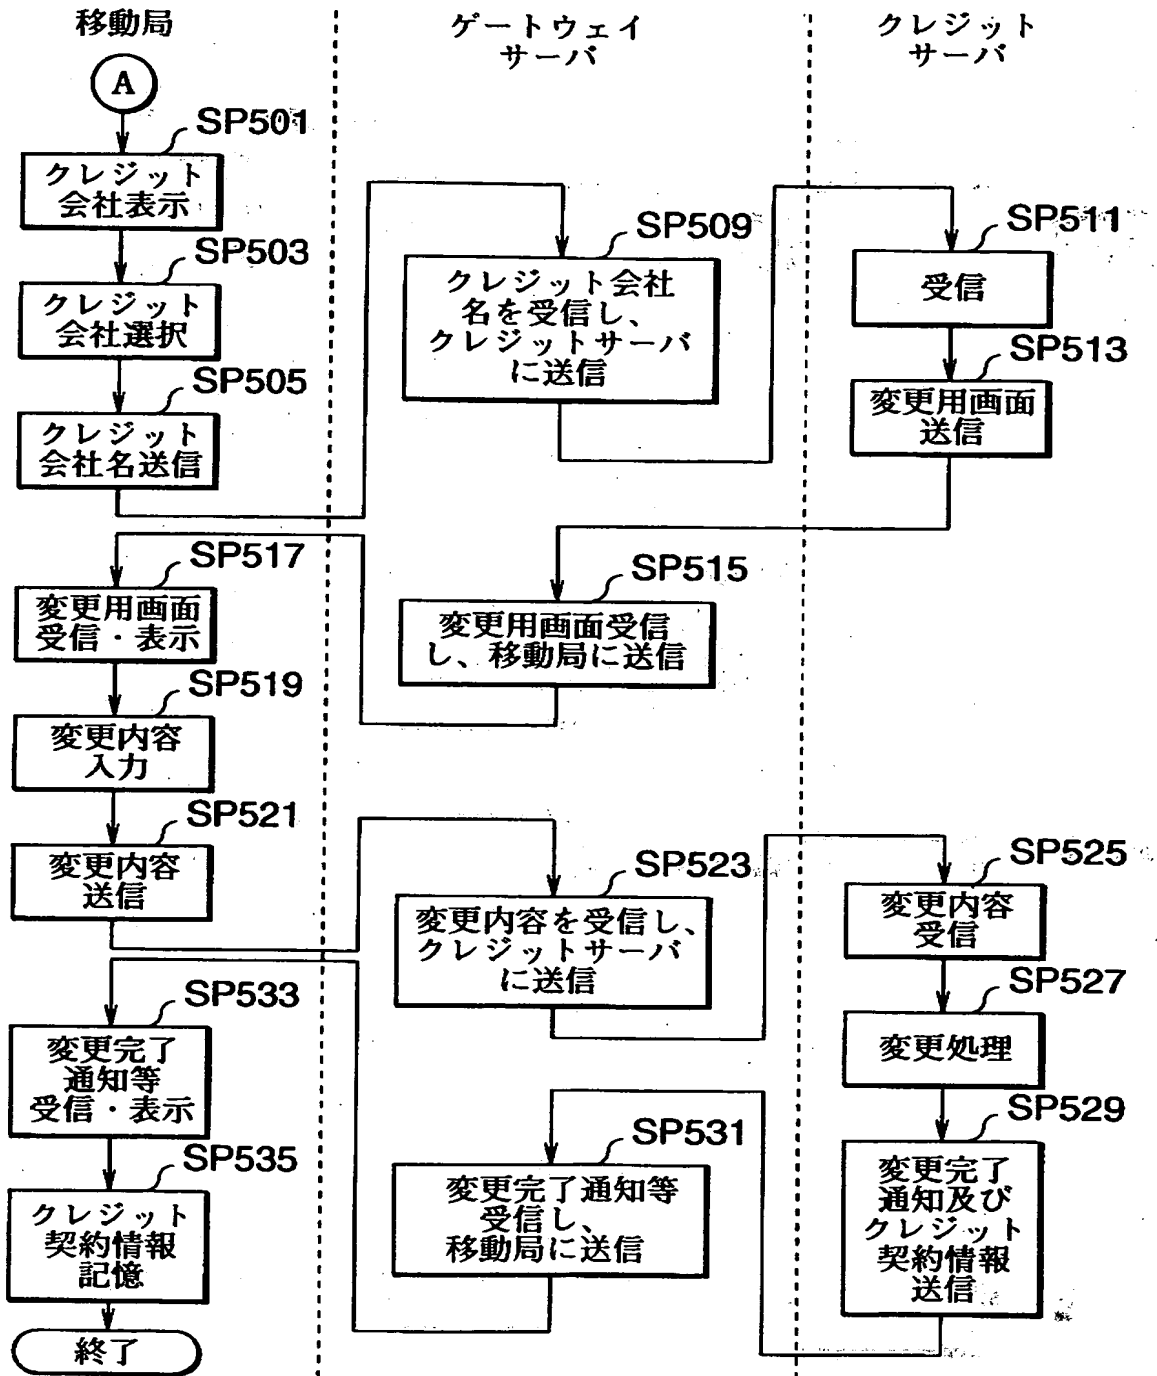 移動局
ゲートウェイ
サーバ
クレジット
サーバ
A
SP501
クレジット
会社表示
SP503
クレジット
会社選択
SP505
クレジット
会社名送信
SP509
クレジット会社
名を受信し、
クレジットサーバ
に送信
SP511
受信
SP513
変更用画面
送信
SP515
変更用画面受信
し、移動局に送信
SP517
変更用画面
受信・表示
SP519
変更内容
入力
SP521
変更内容
送信
SP523
変更内容を受信し、
クレジットサーバ
に送信
SP525
変更内容
受信
SP527
変更処理
SP529
変更完了
通知及び
クレジット
契約情報
送信
SP531
変更完了通知等
受信し、
移動局に送信
SP533
変更完了
通知等
受信・表示
SP535
クレジット
契約情報
記憶
終了